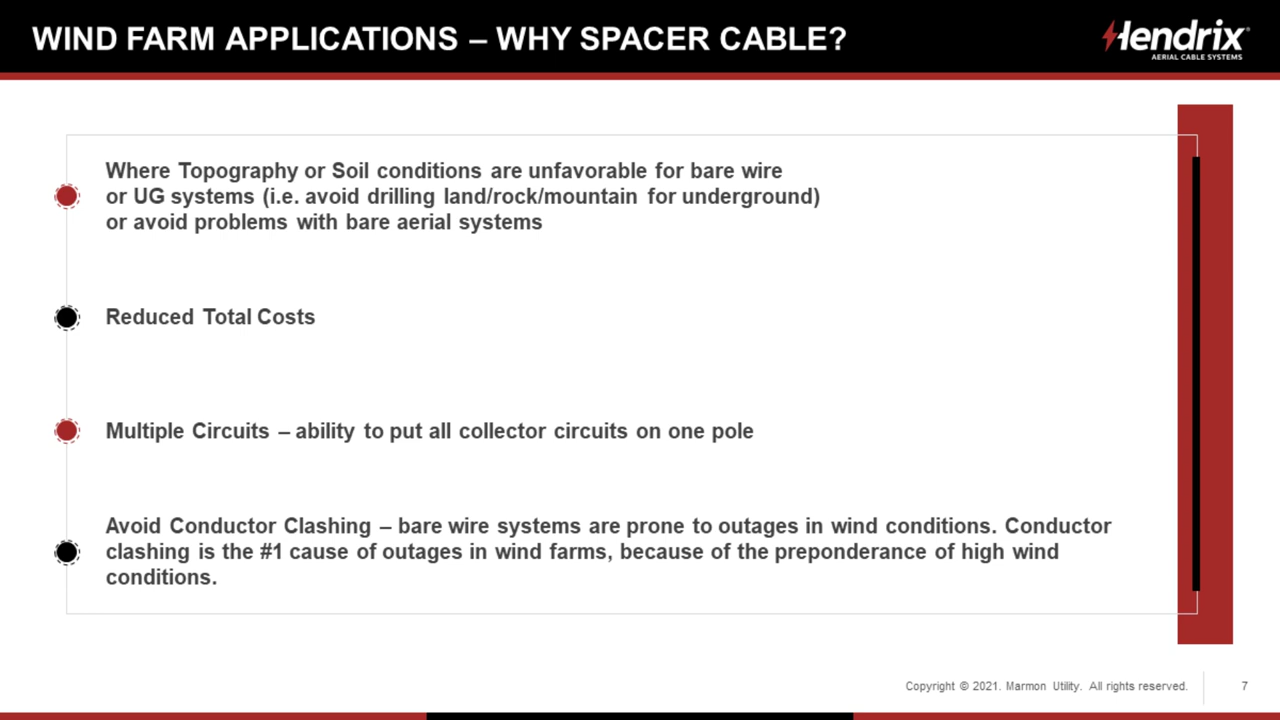 WIND FARM APPLICATIONS – WHY SPACER CABLE?
Hendrix®
AERIAL CABLE SYSTEMS
Where Topography or Soil conditions are unfavorable for bare wire
or UG systems (i.e. avoid drilling land/rock/mountain for underground)
or avoid problems with bare aerial systems
Reduced Total Costs
Multiple Circuits – ability to put all collector circuits on one pole
Avoid Conductor Clashing – bare wire systems are prone to outages in wind conditions. Conductor
clashing is the #1 cause of outages in wind farms, because of the preponderance of high wind
conditions.
Copyright © 2021. Marmon Utility. All rights reserved.
7